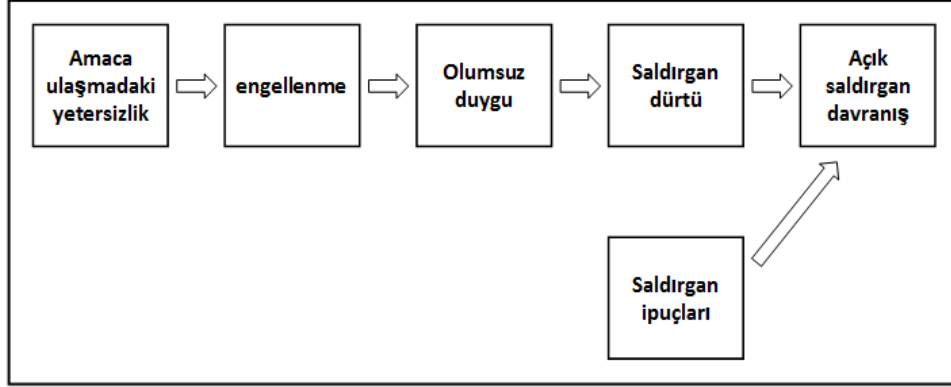 Amaca
ulaşmadaki
yetersizlik
engellenme
Olumsuz
duygu
Saldırgan
dürtü
Açık
saldırgan
davranış
Saldırgan
ipuçları